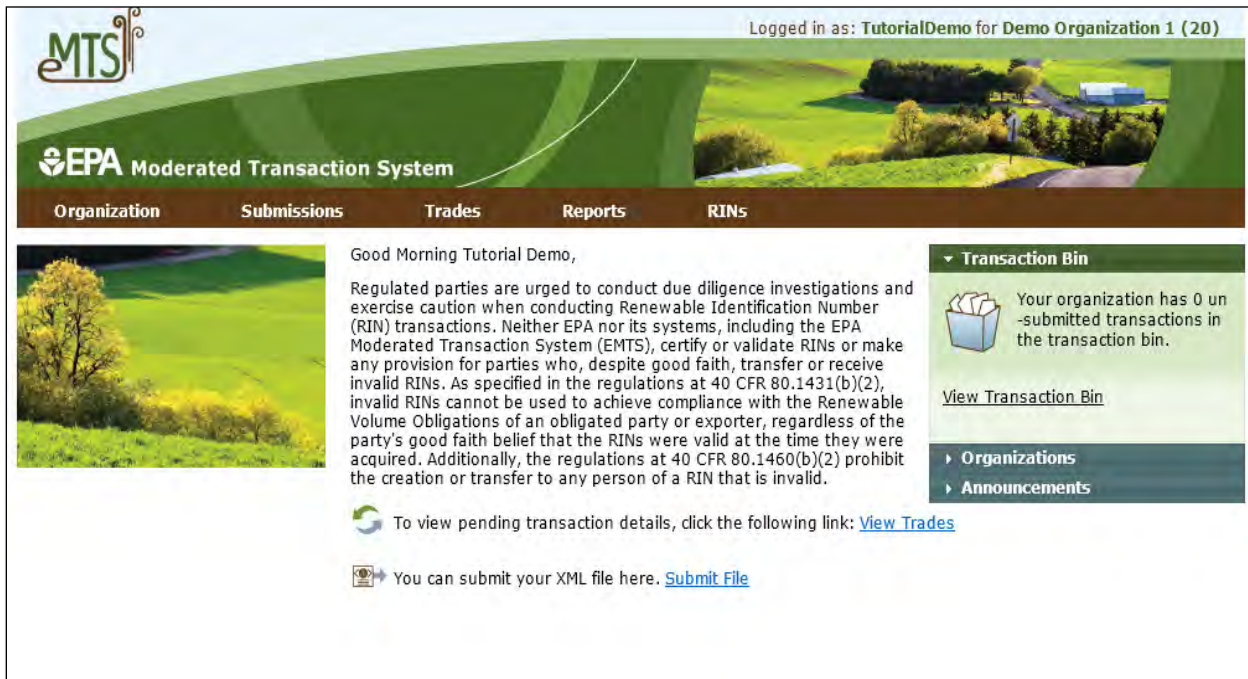 MTS
Logged in as: TutorialDemo for Demo Organization 1 (20)
EPA Moderated Transaction System
Organization Submissions Trades Reports RINs
Good Morning Tutorial Demo,
Regulated parties are urged to conduct due diligence investigations and
exercise caution when conducting Renewable Identification Number
(RIN) transactions. Neither EPA nor its systems, including the EPA
Moderated Transaction System (EMTS), certify or validate RINs or make
any provision for parties who, despite good faith, transfer or receive
invalid RINs. As specified in the regulations at 40 CFR 80.1431(b)(2),
invalid RINs cannot be used to achieve compliance with the Renewable
Volume Obligations of an obligated party or exporter, regardless of the
party's good faith belief that the RINs were valid at the time they were
acquired. Additionally, the regulations at 40 CFR 80.1460(b)(2) prohibit
the creation or transfer to any person of a RIN that is invalid.
To view pending transaction details, click the following link: View Trades
You can submit your XML file here. Submit File
Transaction Bin
Your organization has 0 un
-submitted transactions in
the transaction bin.
View Transaction Bin
Organizations
Announcements